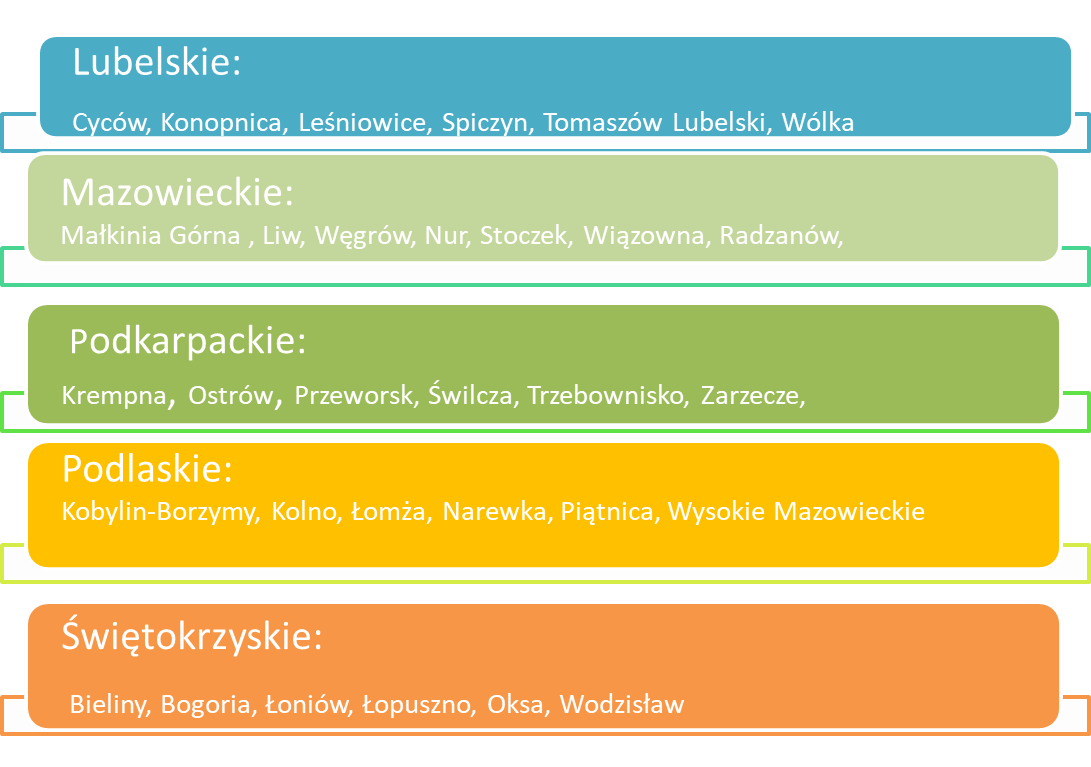 Lubelskie:
Cyców, Konopnica, Leśniowice, Spiczyn, Tomaszów Lubelski, Wólka
Mazowieckie:
Małkinia Górna , Liw, Węgrów, Nur, Stoczek, Wiązowna, Radzanów,
Podkarpackie:
Krempna, Ostrów, Przeworsk, Świlcza, Trzebownisko, Zarzecze,
Podlaskie:
Kobylin-Borzymy, Kolno, Łomża, Narewka, Piątnica, Wysokie Mazowieckie
Świętokrzyskie:
Bieliny, Bogoria, Łoniów, Łopuszno, Oksa, Wodzisław